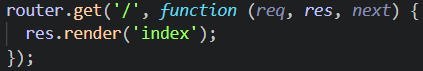 router.get('/', function (req, res, next) {
  res.render('index');
});